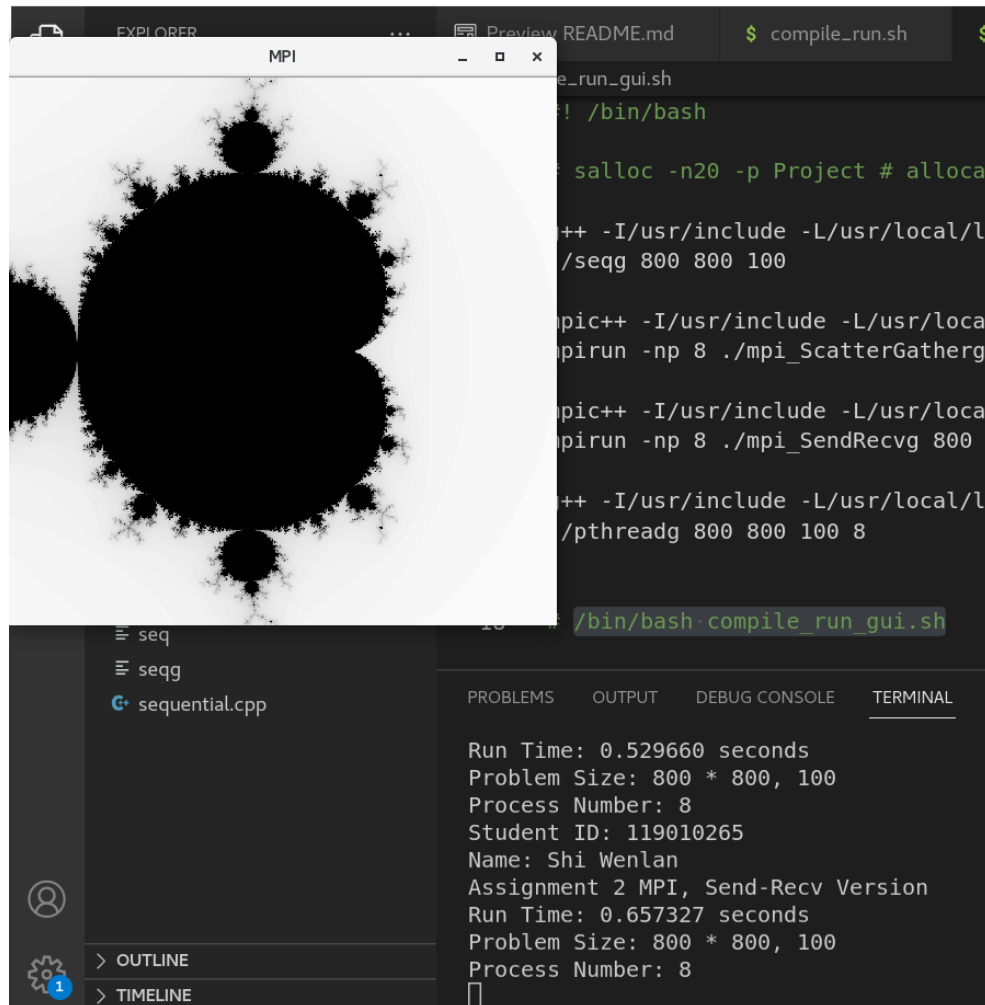 EXPLORER ...
Preview README.md
$ compile_run.sh
$
MPI
e_run_gui.sh
#! /bin/bash
# salloc -n20 -p Project # alloca
g++ -I/usr/include -L/usr/local/l
/seqg 800 800 100
mpic++ -I/usr/include -L/usr/loca
mpirun -np 8 ./mpi_ScatterGatherg
mpic++ -I/usr/include -L/usr/loca
mpirun -np 8 ./mpi_SendRecvg 800
g++ -I/usr/include -L/usr/local/l
/pthreadg 800 800 100 8
# /bin/bash compile_run_gui.sh
seq
seqg
sequential.cpp
OUTLINE
TIMELINE
1
PROBLEMS OUTPUT DEBUG CONSOLE TERMINAL
Run Time: 0.529660 seconds
Problem Size: 800 * 800, 100
Process Number: 8
Student ID: 119010265
Name: Shi Wenlan
Assignment 2 MPI, Send-Recv Version
Run Time: 0.657327 seconds
Problem Size: 800 * 800, 100
Process Number: 8